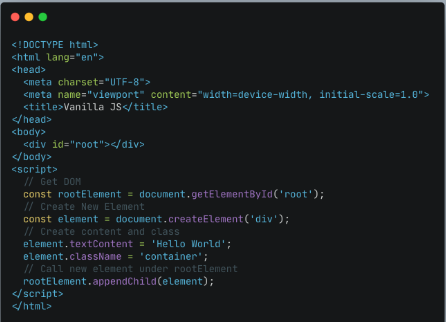 <!DOCTYPE html>
<html lang="en">
<head>
  <meta charset="UTF-8">
  <meta name="viewport" content="width=device-width, initial-scale=1.0">
  <title>Vanilla JS</title>
</head>
<body>
  <div id="root"></div>
</body>
<script>
  // Get DOM
  const rootElement = document.getElementById('root');
  // Create New Element
  const element = document.createElement('div');
  // Create content and class
  element.textContent = 'Hello World';
  element.className = 'container';
  // Call new element under rootElement
  rootElement.appendChild(element);
</script>
</html>